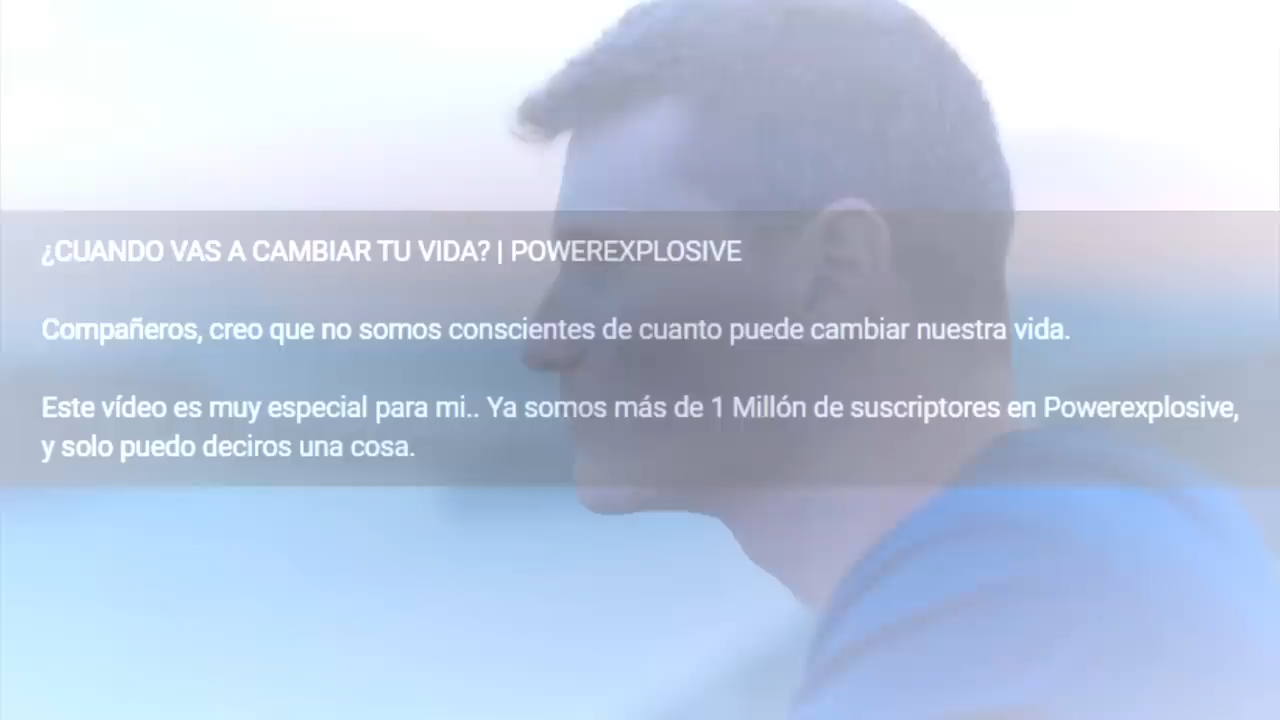 ¿CUANDO VAS A CAMBIAR TU VIDA? | POWEREXPLOSIVE
Compañeros, creo que no somos conscientes de cuanto puede cambiar nuestra vida.
Este vídeo es muy especial para mi.. Ya somos más de 1 Millón de suscriptores en Powerexplosive,
y solo puedo deciros una cosa.